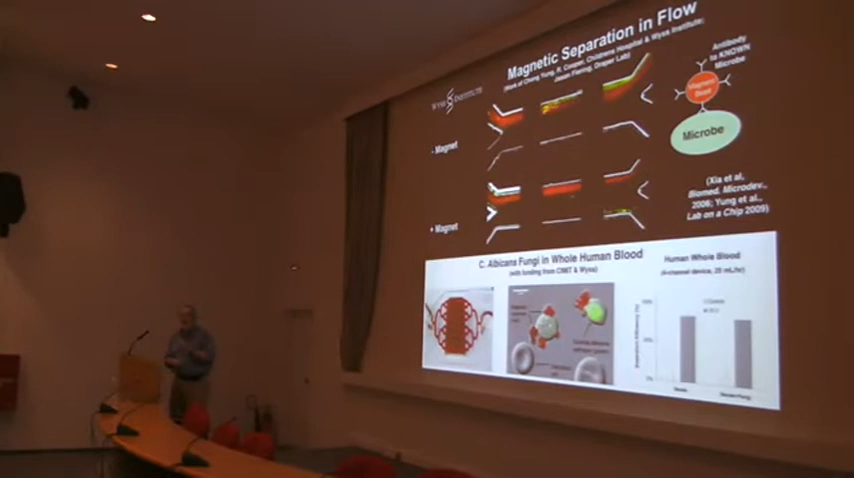 Magnetic Separation in Flow
(Work of Chong Yung, R. Cooper, Childrens Hospital & Wyss Institute;
Jason Fiering, Draper Lab)
WYSS INSTITUTE
Antibody
to KNOWN
Microbe
Magnetic
Bead
Microbe
• Magnet
• Magnet
(Xia et al,
Biomed. Microdev.
2006; Yung et al.,
Lab on a Chip 2009)
C. Albicans Fungi in Whole Human Blood
(with funding from CIMIT & Wyss)
Human Whole Blood
(4-channel device, 20 mL/hr)